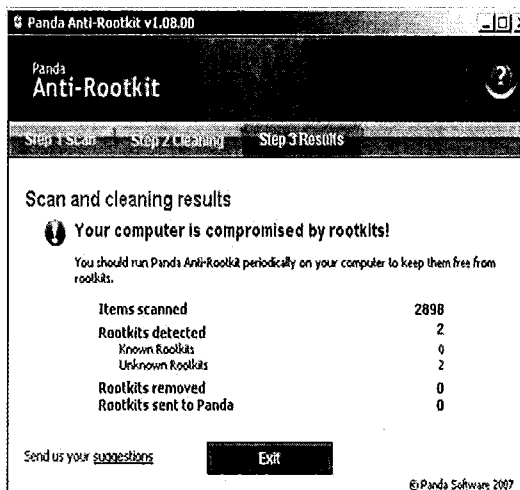 Panda Anti-Rootkit v1.08.00
Panda
Anti-Rootkit
?
Step 1 Scan Step 2 Cleaning Step 3 Results
Scan and cleaning results
Your computer is compromised by rootkits!
You should run Panda Anti-Rootkit periodically on your computer to keep them free from
rootkits.
Items scanned 2898
Rootkits detected 2
Known Rootkits 0
Unknown Rootkits 2
Rootkits removed 0
Rootkits sent to Panda 0
Send us your suggestions Exit
© Panda Software 2007